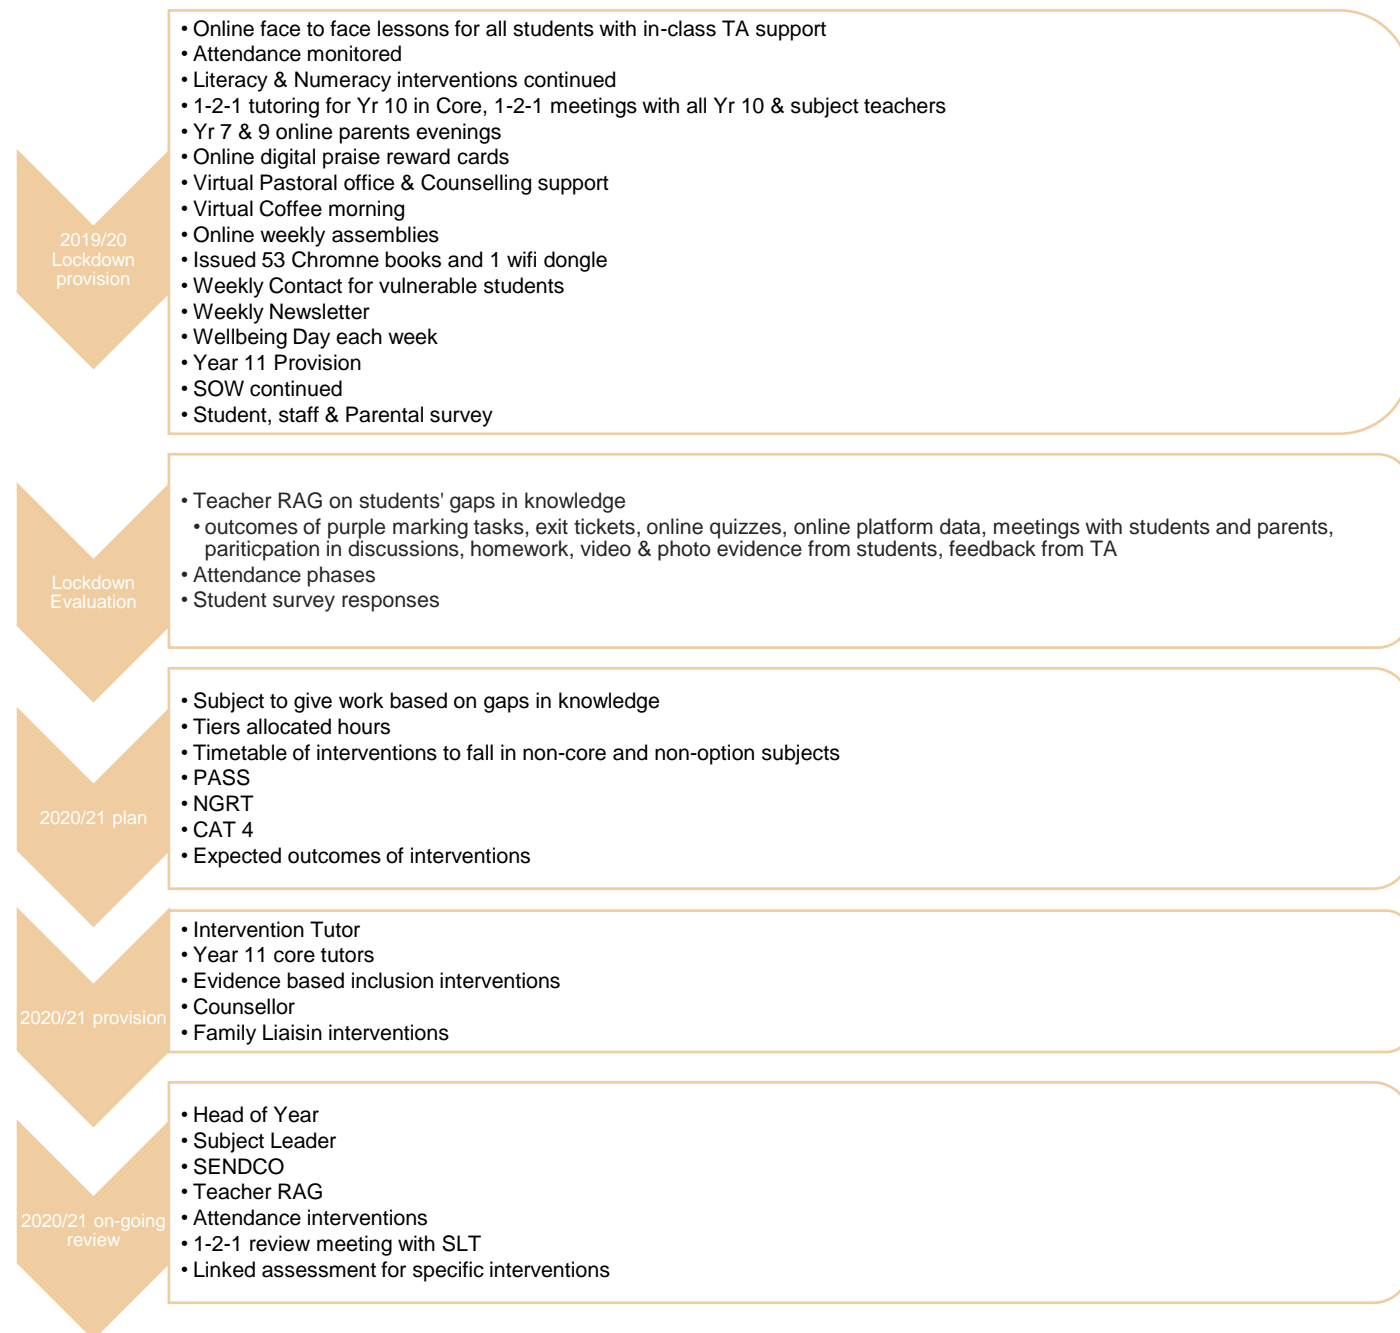 2019/20
Lockdown
provision
• Online face to face lessons for all students with in-class TA support
• Attendance monitored
• Literacy & Numeracy interventions continued
• 1-2-1 tutoring for Yr 10 in Core, 1-2-1 meetings with all Yr 10 & subject teachers
• Yr 7 & 9 online parents evenings
• Online digital praise reward cards
• Virtual Pastoral office & Counselling support
• Virtual Coffee morning
• Online weekly assemblies
• Issued 53 Chromne books and 1 wifi dongle
• Weekly Contact for vulnerable students
• Weekly Newsletter
• Wellbeing Day each week
• Year 11 Provision
• SOW continued
• Student, staff & Parental survey
Lockdown
Evaluation
• Teacher RAG on students' gaps in knowledge
• outcomes of purple marking tasks, exit tickets, online quizzes, online platform data, meetings with students and parents,
pariticpation in discussions, homework, video & photo evidence from students, feedback from TA
• Attendance phases
• Student survey responses
2020/21 plan
• Subject to give work based on gaps in knowledge
• Tiers allocated hours
• Timetable of interventions to fall in non-core and non-option subjects
• PASS
• NGRT
• CAT 4
• Expected outcomes of interventions
2020/21 provision
• Intervention Tutor
• Year 11 core tutors
• Evidence based inclusion interventions
• Counsellor
• Family Liaisin interventions
2020/21 on-going
review
• Head of Year
• Subject Leader
• SENDCO
• Teacher RAG
• Attendance interventions
• 1-2-1 review meeting with SLT
• Linked assessment for specific interventions